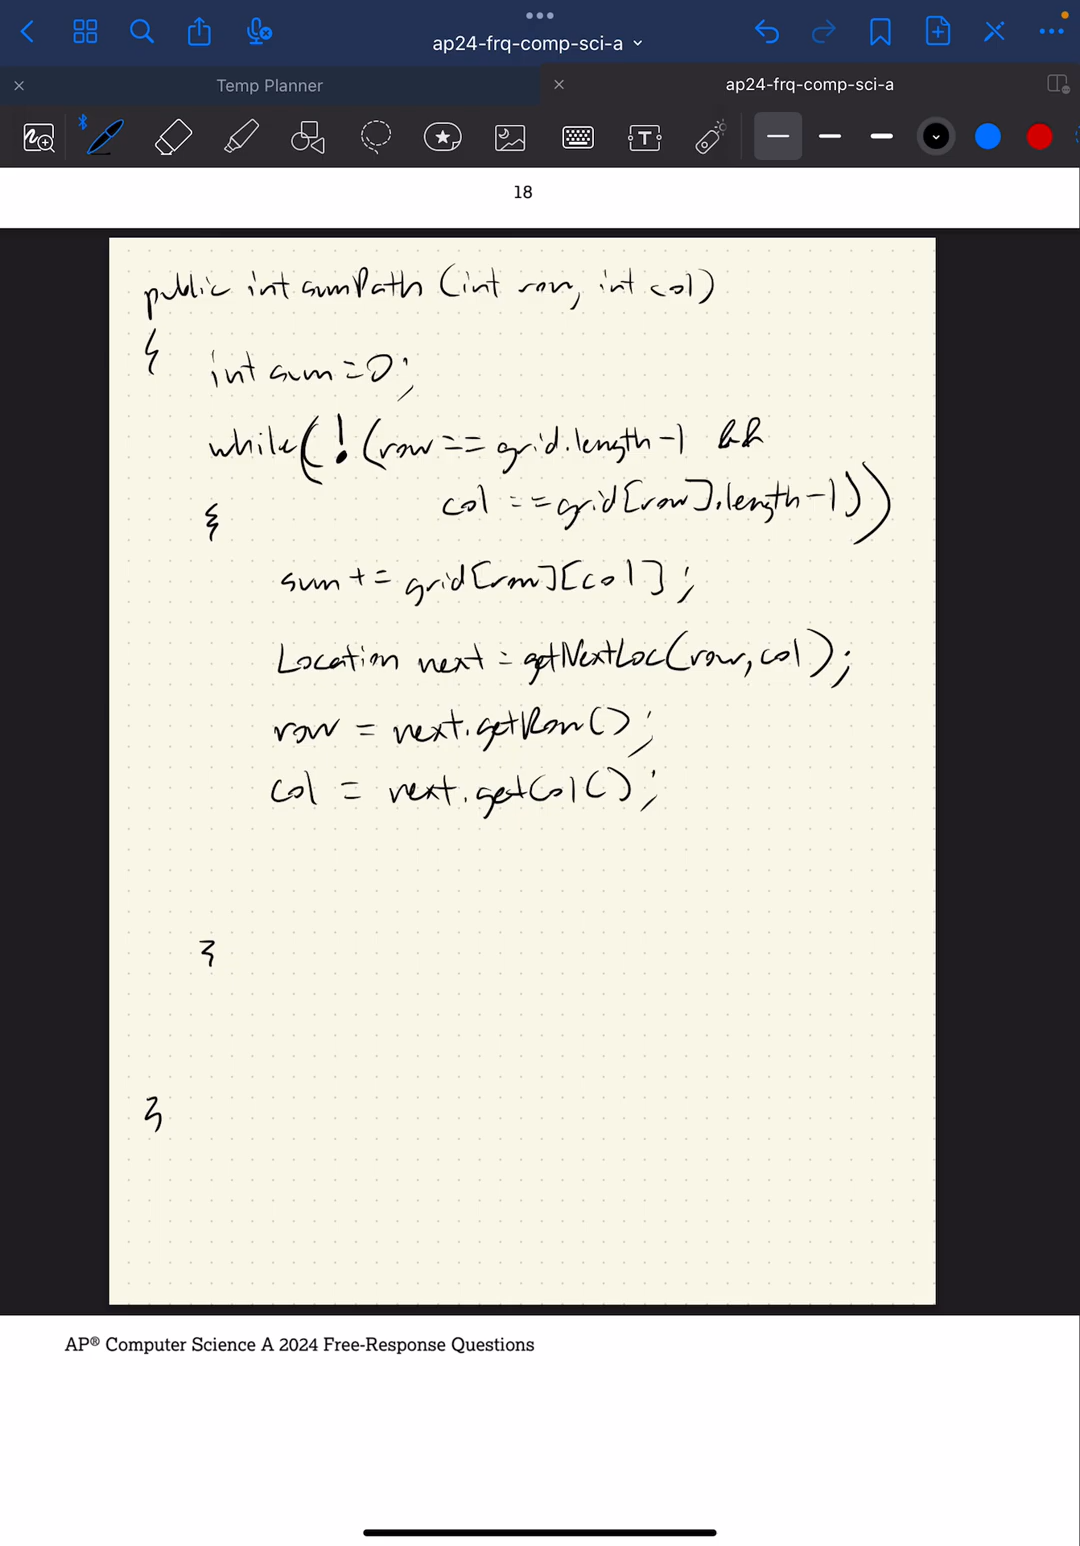 ap24-frq-comp-sci-a
Temp Planner
ap24-frq-comp-sci-a
T
18
public int sumPath (int row, int col)
{
int sum = 0;
while(!(row == grid.length-1 &&
col == grid[row].length-1))
{
sum += grid[row][col];
Location next = getNextLoc(row, col);
row = next.getRow();
col = next.getCol();
}
}
AP® Computer Science A 2024 Free-Response Questions